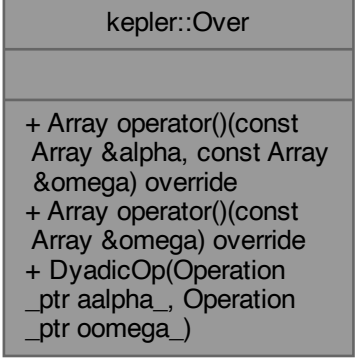 kepler::Over
+ Array operator()(const
Array &alpha, const Array
&omega) override
+ Array operator()(const
Array &omega) override
+ DyadicOp(Operation
_ptr aalpha_, Operation
_ptr oomega_)